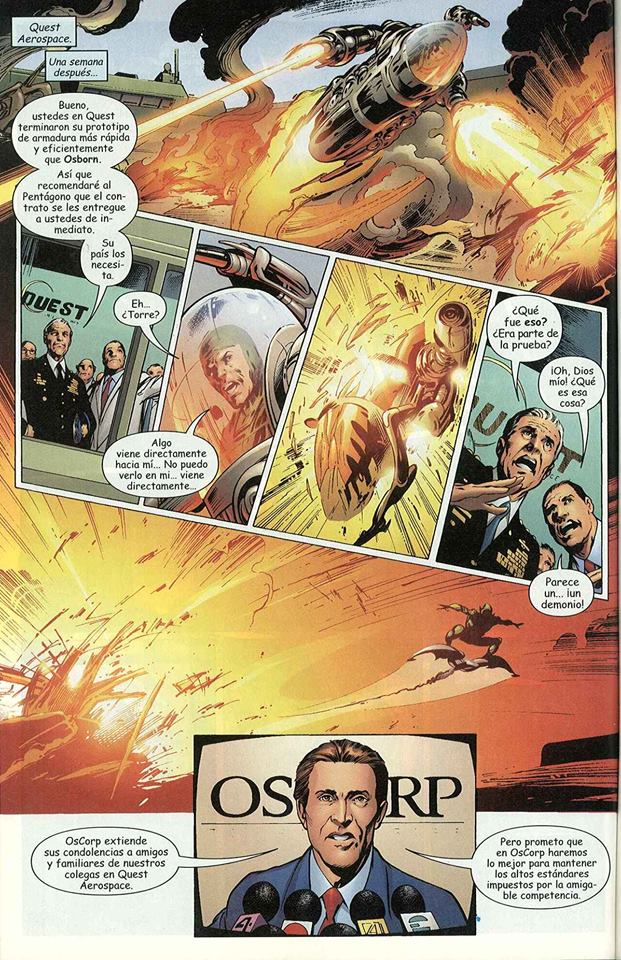 Quest
Aerospace.
Una semana
después...
Bueno,
ustedes en Quest
terminaron su prototipo
de armadura más rápida
y eficientemente
que Osborn.
Así que
recomendaré al
Pentágono que el con-
trato se les entregue
a ustedes de in-
mediato.
Su
país los
necesi-
ta.
QUEST
Eh...
¿Torre?
Algo
viene directamente
hacia mí... No puedo
verlo en mi... viene
directamente...
¿Qué
fue eso?
¿Era parte de
la prueba?
¡Oh, Dios
mío! ¿Qué
es esa
cosa?
UEST
Parece
un... ¡un
demonio!
OSCORP
OsCorp extiende
sus condolencias a amigos
y familiares de nuestros
colegas en Quest
Aerospace.
Pero prometo que
en OsCorp haremos
lo mejor para mantener
los altos estándares
impuestos por la amiga-
ble competencia.